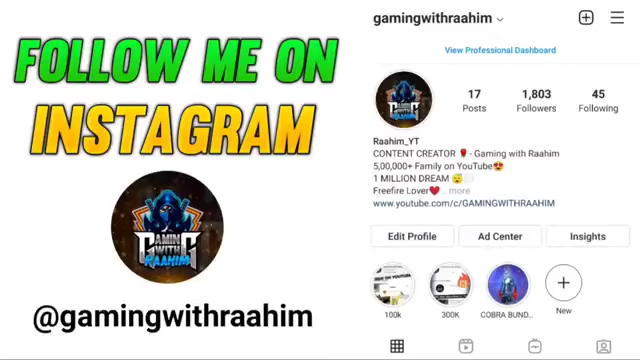 FOLLOW ME ON
INSTAGRAM
GAMING
WITH
RAAHIM
@gamingwithraahim
gamingwithraahim
View Professional Dashboard
17 1,803 45
Posts Followers Following
Raahim_YT
CONTENT CREATOR🌹- Gaming with Raahim
5,00,000+ Family on YouTube😍
1 MILLION DREAM 😴💭
Freefire Lover❤️... more
www.youtube.com/c/GAMINGWITHRAAHIM
Edit Profile Ad Center Insights
100k 300K COBRA BUND... New